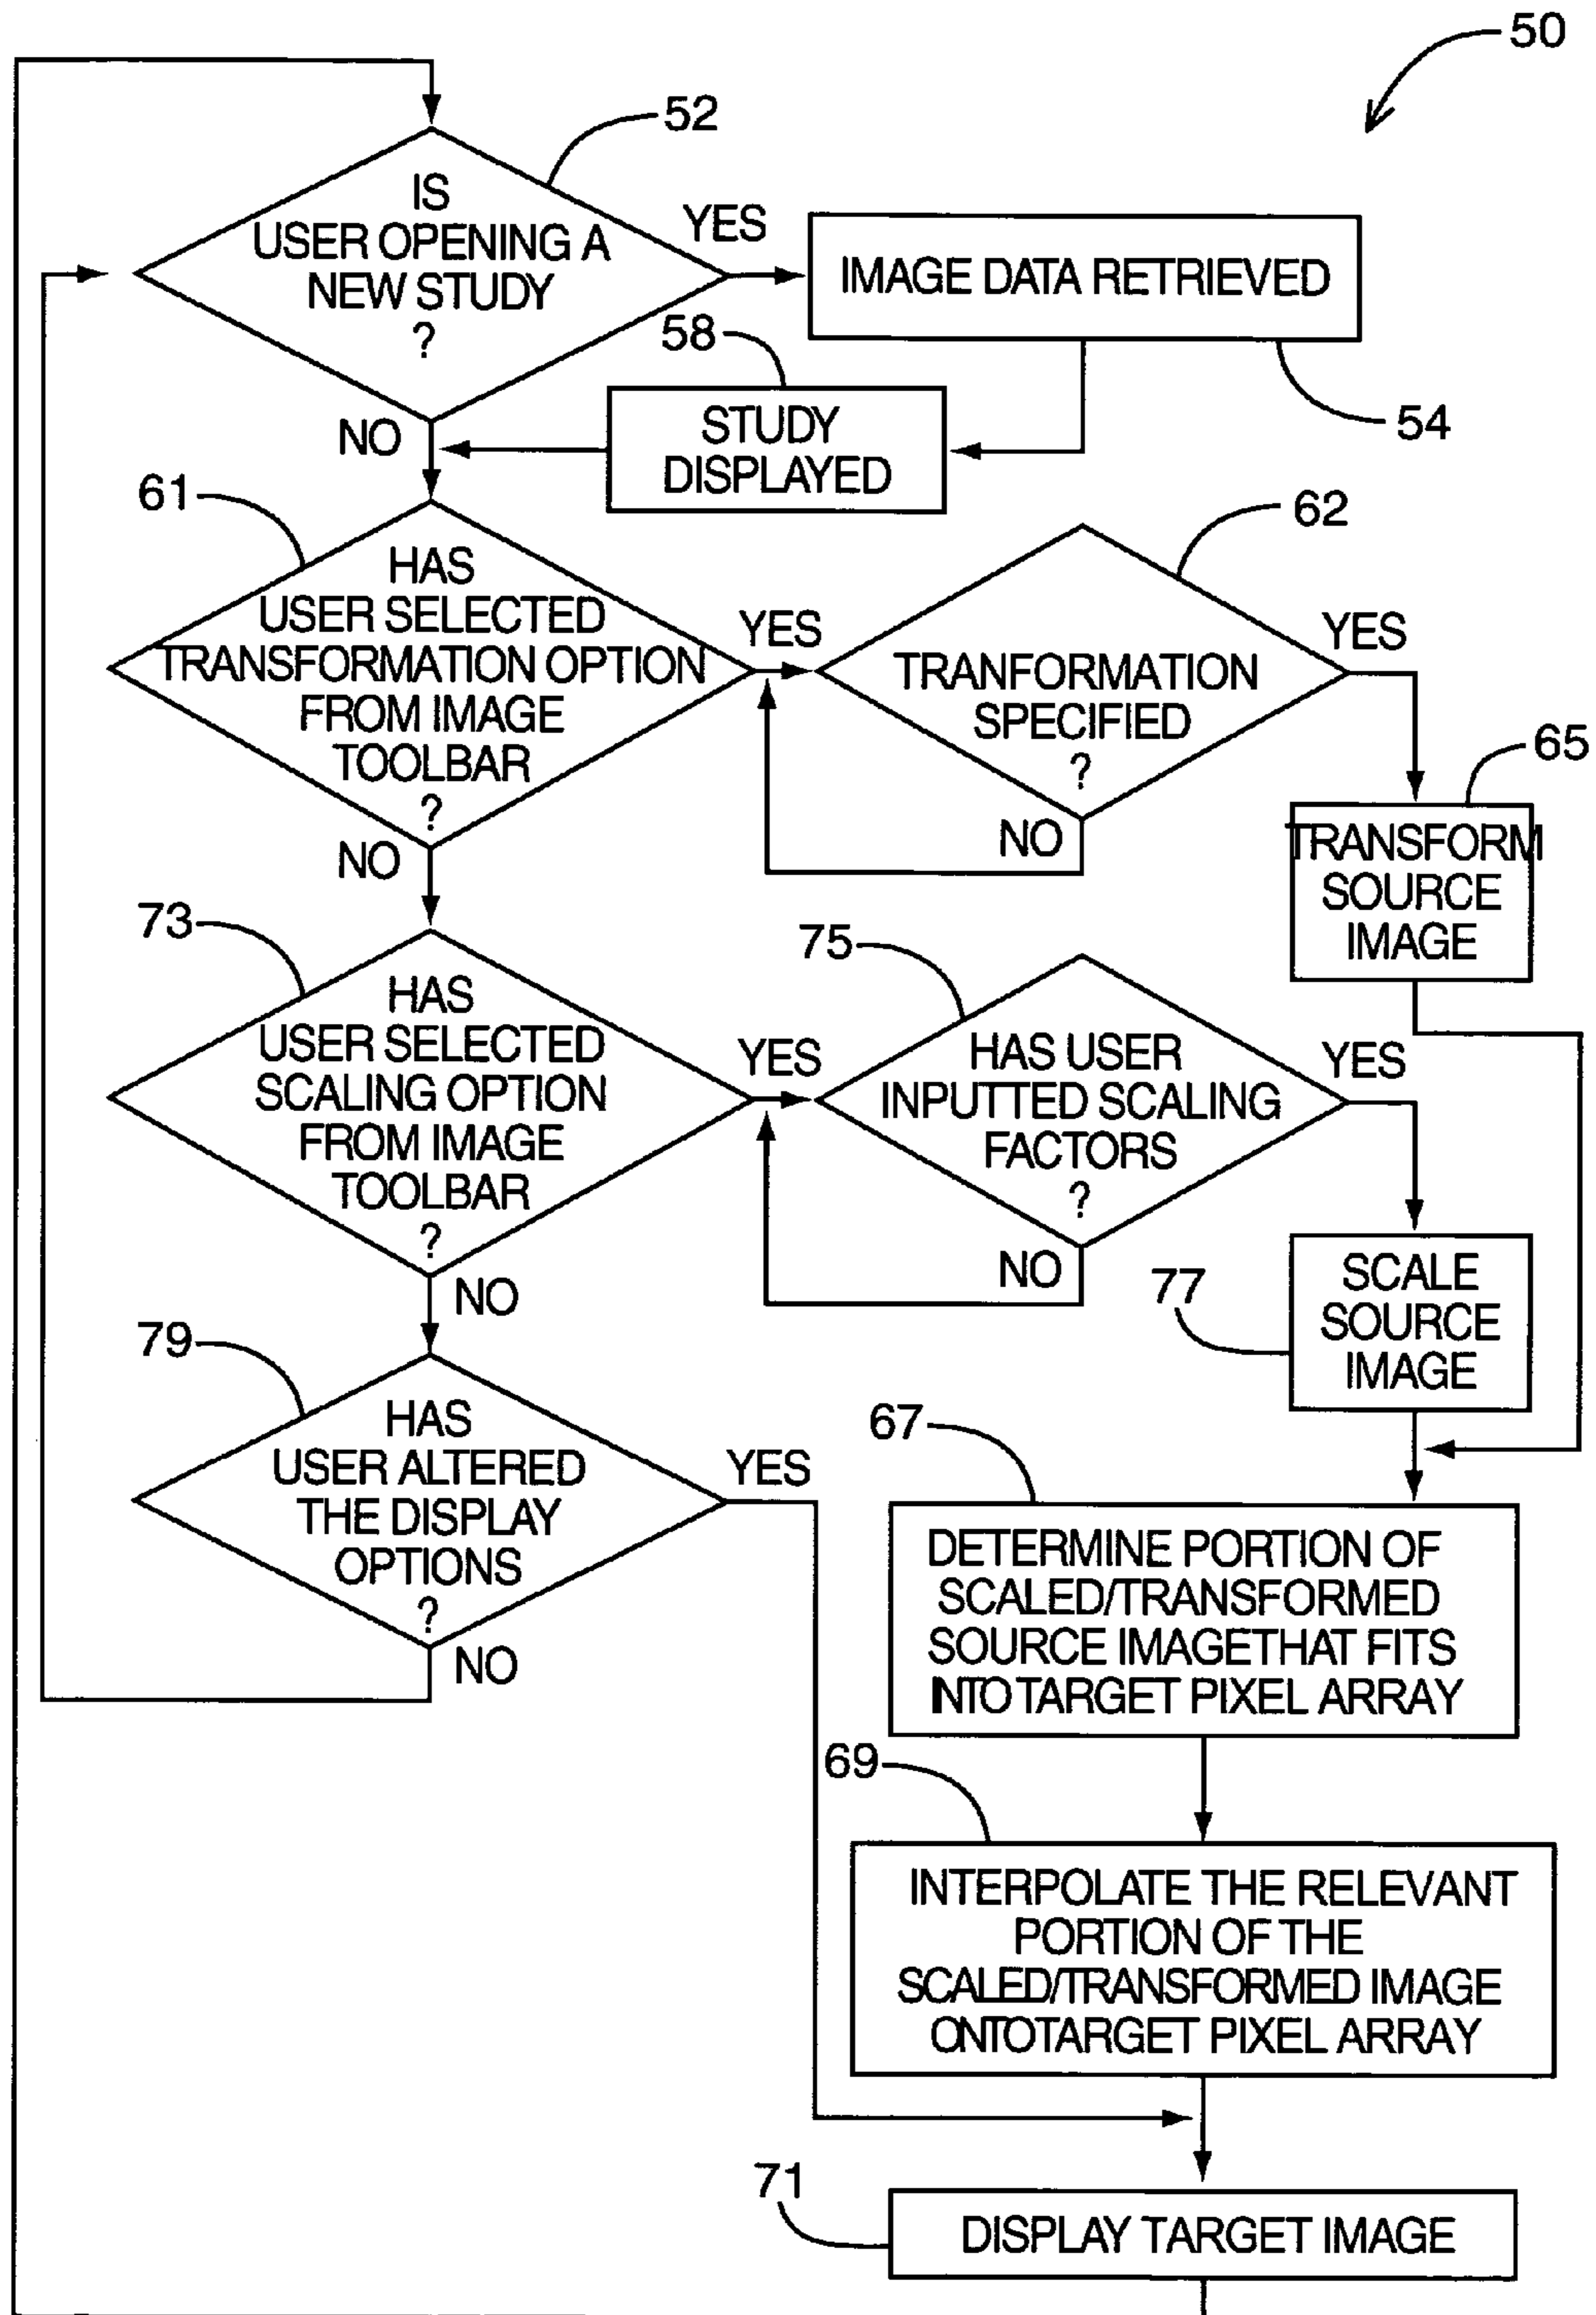 50
52
IS
USER OPENING A
NEW STUDY
?
YES
IMAGE DATA RETRIEVED
54
58
STUDY
DISPLAYED
NO
61
HAS
USER SELECTED
TRANSFORMATION OPTION
FROM IMAGE
TOOLBAR
?
YES
62
TRANFORMATION
SPECIFIED
?
YES
NO
65
TRANSFORM
SOURCE
IMAGE
NO
73
HAS
USER SELECTED
SCALING OPTION
FROM IMAGE
TOOLBAR
?
YES
75
HAS USER
INPUTTED SCALING
FACTORS
?
YES
NO
77
SCALE
SOURCE
IMAGE
NO
79
HAS
USER ALTERED
THE DISPLAY
OPTIONS
?
YES
NO
67
DETERMINE PORTION OF
SCALED/TRANSFORMED
SOURCE IMAGETHAT FITS
INTOTARGET PIXEL ARRAY
69
INTERPOLATE THE RELEVANT
PORTION OF THE
SCALED/TRANSFORMED IMAGE
ONTOTARGET PIXEL ARRAY
71
DISPLAY TARGET IMAGE